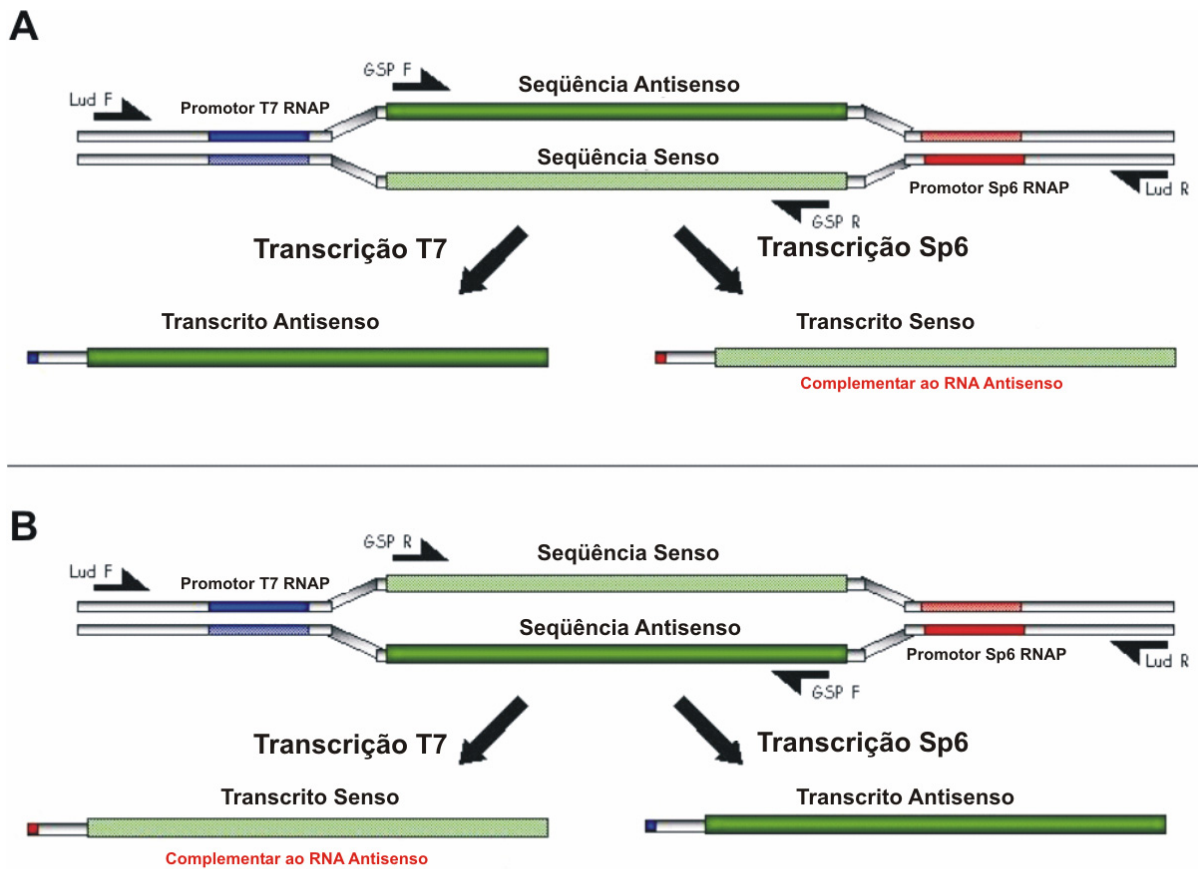 A
GSP F
Seqüência Antisenso
Lud F
Promotor T7 RNAP
Seqüência Senso
Promotor Sp6 RNAP
Lud R
GSP R
Transcrição T7
Transcrição Sp6
Transcrito Antisenso
Transcrito Senso
Complementar ao RNA Antisenso
B
GSP R
Seqüência Senso
Lud F
Promotor T7 RNAP
Seqüência Antisenso
Promotor Sp6 RNAP
Lud R
GSP F
Transcrição T7
Transcrição Sp6
Transcrito Senso
Transcrito Antisenso
Complementar ao RNA Antisenso